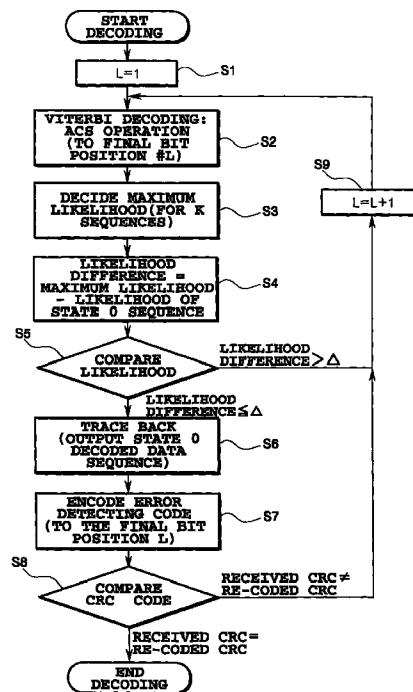 START
DECODING
L=1
S1
VITERBI DECODING:
ACS OPERATION
(TO FINAL BIT
POSITION #L)
S2
S9
L=L+1
DECIDE MAXIMUM
LIKELIHOOD(FOR K
SEQUENCES)
S3
LIKELIHOOD
DIFFERENCE =
MAXIMUM LIKELIHOOD
- LIKELIHOOD OF
STATE 0 SEQUENCE
S4
S5
COMPARE
LIKELIHOOD
LIKELIHOOD
DIFFERENCE>△
LIKELIHOOD
DIFFERENCE≦△
TRACE BACK
(OUTPUT STATE 0
DECODED DATA
SEQUENCE)
S6
ENCODE ERROR
DETECTING CODE
(TO THE FINAL BIT
POSITION L)
S7
S8
COMPARE
CRC CODE
RECEIVED CRC≠
RE-CODED CRC
RECEIVED CRC=
RE-CODED CRC
END
DECODING